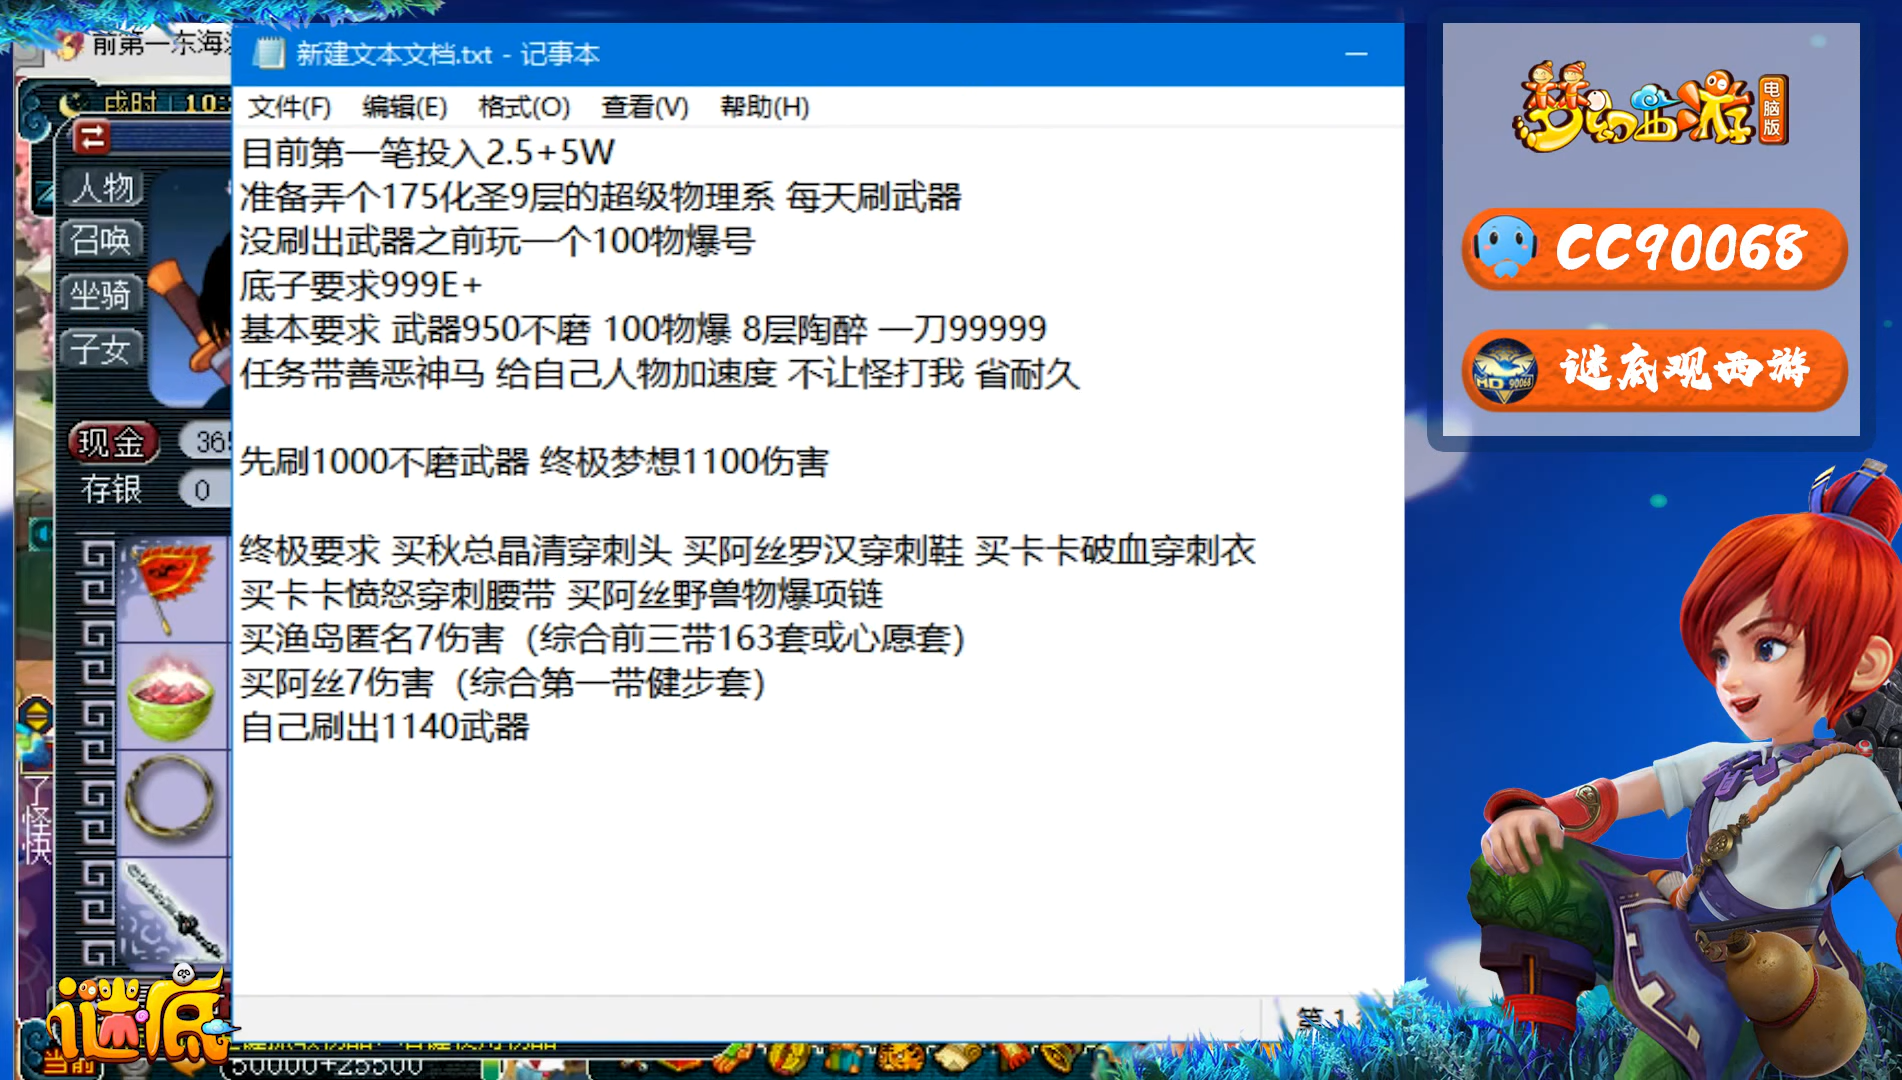 前第一东海湾
新建文本文档.txt - 记事本
文件(F) 编辑(E) 格式(O) 查看(V) 帮助(H)
目前第一笔投入2.5+5W
准备弄个175化圣9层的超级物理系 每天刷武器
没刷出武器之前玩一个100物爆号
底子要求999E+
基本要求 武器950不磨 100物爆 8层陶醉 一刀99999
任务带善恶神马 给自己人物加速度 不让怪打我 省耐久
先刷1000不磨武器 终极梦想1100伤害
终极要求 买秋总晶清穿刺头 买阿丝罗汉穿刺鞋 买卡卡破血穿刺衣
买卡卡愤怒穿刺腰带 买阿丝野兽物爆项链
买渔岛匿名7伤害（综合前三带163套或心愿套）
买阿丝7伤害（综合第一带健步套）
自己刷出1140武器
第 1
戌时 10:
人物
召唤
坐骑
子女
现金 365
存银 0
了怪快
谜底
当前
50000+25500
梦幻西游
电脑版
CC90068
谜底观西游
MD 90068